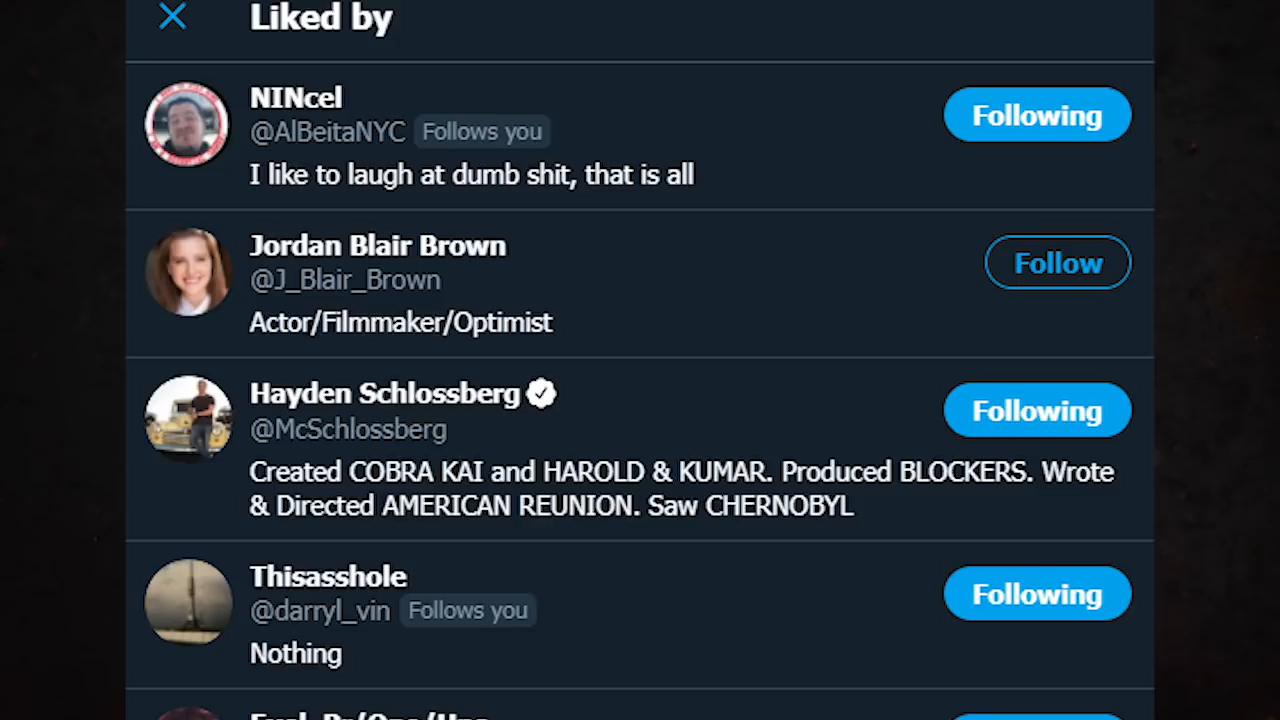 Liked by
NINcel
@AlBeitaNYC Follows you
Following
I like to laugh at dumb shit, that is all
Jordan Blair Brown
@J_Blair_Brown
Follow
Actor/Filmmaker/Optimist
Hayden Schlossberg
@McSchlossberg
Following
Created COBRA KAI and HAROLD & KUMAR. Produced BLOCKERS. Wrote
& Directed AMERICAN REUNION. Saw CHERNOBYL
Thisasshole
@darryl_vin Follows you
Following
Nothing